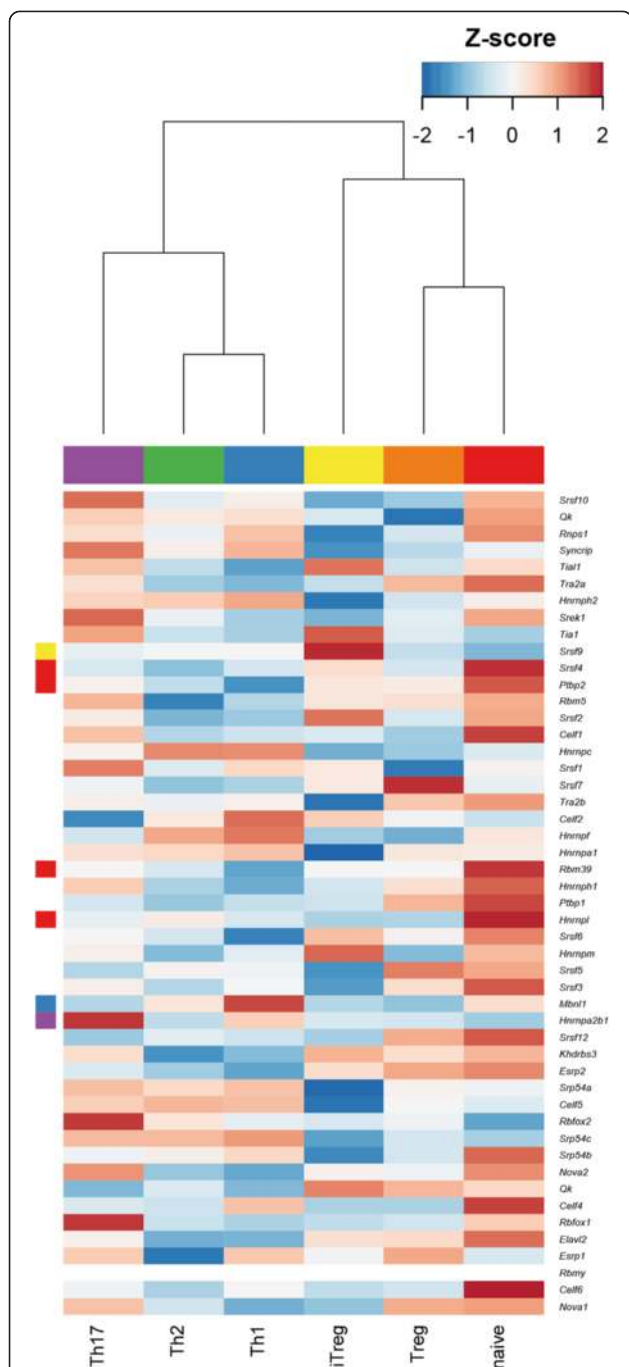 Z-score
-2 -1 0 1 2
Srsf10
Qk
Rnps1
Syncrip
Tial1
Tra2a
Hnrnph2
Srek1
Tia1
Srsf9
Srsf4
Ptbp2
Rbm5
Srsf2
Celf1
Hnrnpc
Srsf1
Srsf7
Tra2b
Celf2
Hnrnpf
Hnrnpa1
Rbm39
Hnrnph1
Ptbp1
Hnrnpl
Srsf6
Hnrnpm
Srsf5
Srsf3
Mbnl1
Hnrnpa2b1
Srsf12
Khdrbs3
Esrp2
Srp54a
Celf5
Rbfox2
Srp54c
Srp54b
Nova2
Qk
Celf4
Rbfox1
Elavl2
Esrp1
Rbmy
Celf6
Nova1
Th17 Th2 Th1 iTreg Treg naive